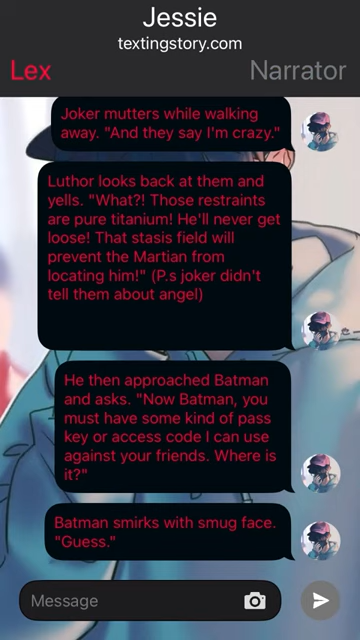 Jessie
textingstory.com
Lex
Narrator
Joker mutters while walking
away. "And they say I'm crazy."
Luthor looks back at them and
yells. "What?! Those restraints
are pure titanium! He'll never get
loose! That stasis field will
prevent the Martian from
locating him!" (P.s joker didn't
tell them about angel)
He then approached Batman
and asks. "Now Batman, you
must have some kind of pass
key or access code I can use
against your friends. Where is
it?"
Batman smirks with smug face.
"Guess."
Message